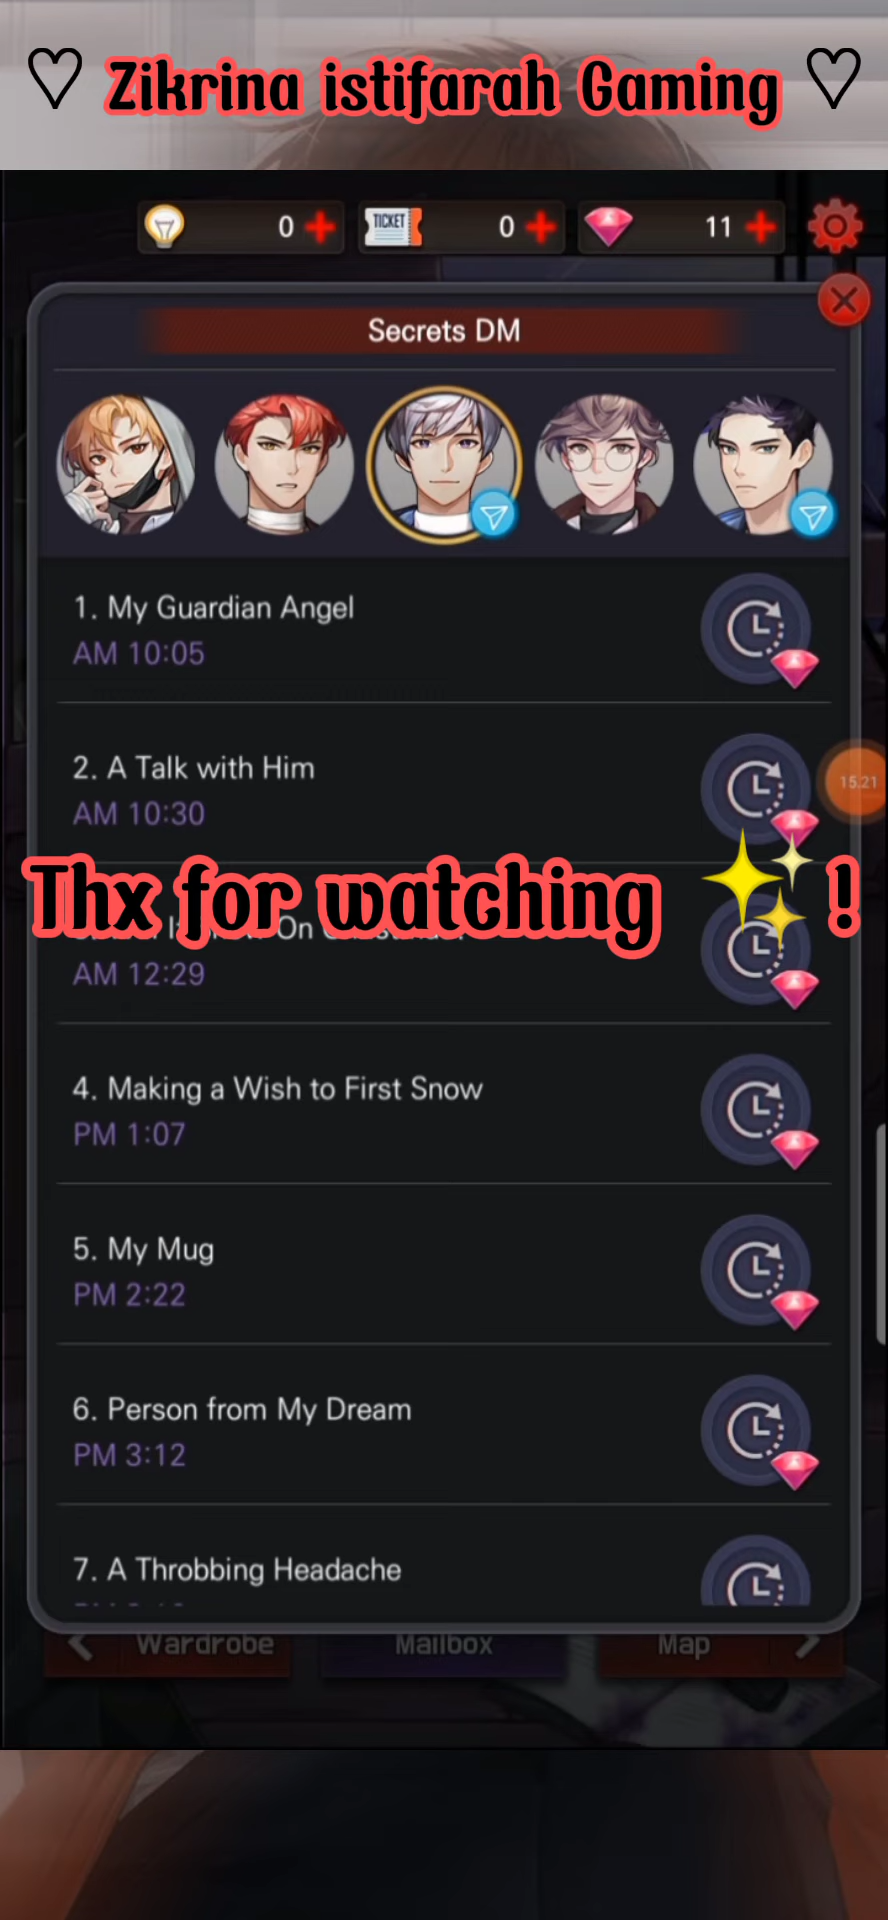 ♡ Zikrina istifarah Gaming ♡
TICKET
0
0
11
Secrets DM
1. My Guardian Angel
AM 10:05
2. A Talk with Him
AM 10:30
15.21
Thx for watching ✨ !
On
AM 12:29
4. Making a Wish to First Snow
PM 1:07
5. My Mug
PM 2:22
6. Person from My Dream
PM 3:12
7. A Throbbing Headache
Wardrobe
Mailbox
Map